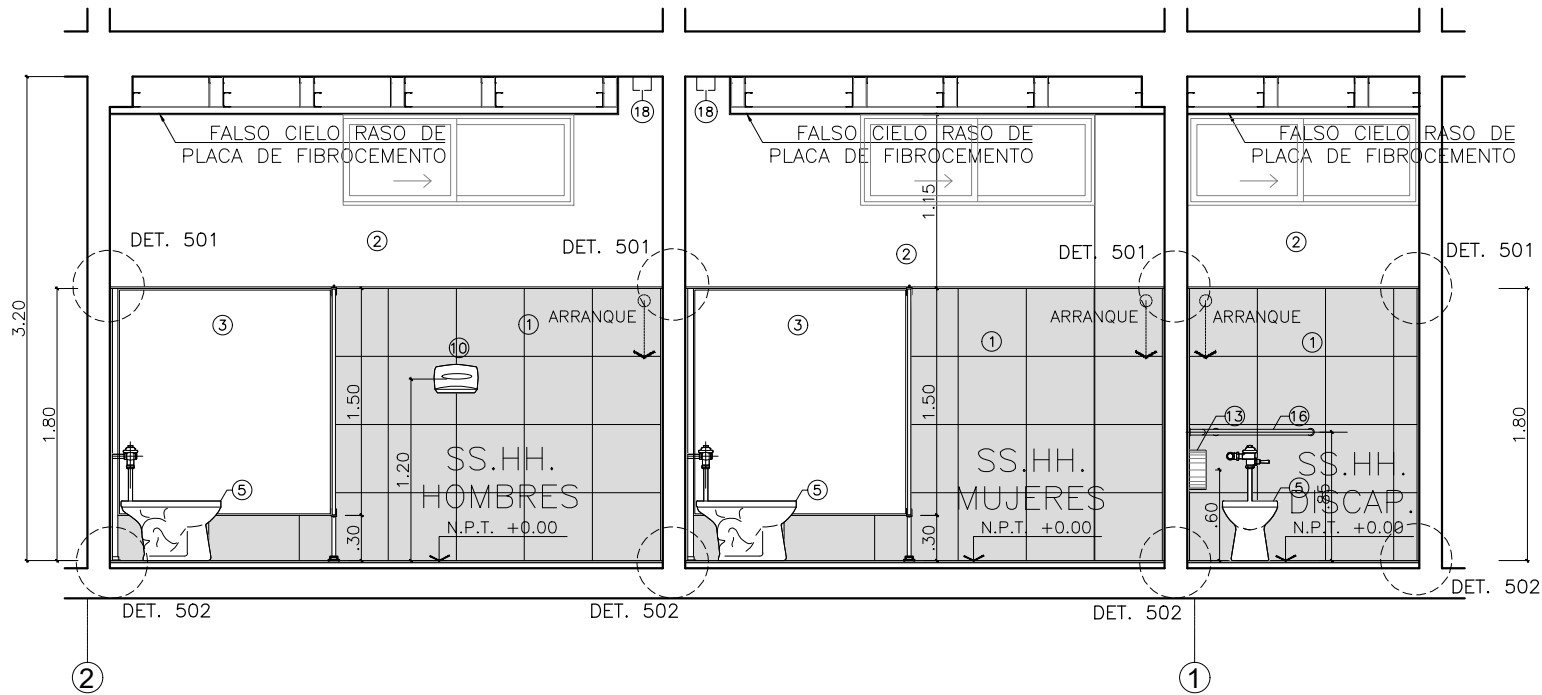 18
18
FALSO CIELO RASO DE
PLACA DE FIBROCEMENTO
FALSO CIELO RASO DE
PLACA DE FIBROCEMENTO
FALSO CIELO RASO DE
PLACA DE FIBROCEMENTO
1.15
DET. 501
2
DET. 501
2
DET. 501
2
DET. 501
3.20
1.80
3
1
ARRANQUE
3
1
ARRANQUE
ARRANQUE
1
10
1.50
1.20
1.50
13
16
1.80
SS.HH.
HOMBRES
N.P.T. +0.00
5
.30
SS.HH.
MUJERES
N.P.T. +0.00
5
.30
SS.HH.
DISCAP.
N.P.T. +0.00
5
.60
.85
DET. 502
DET. 502
DET. 502
DET. 502
2
1